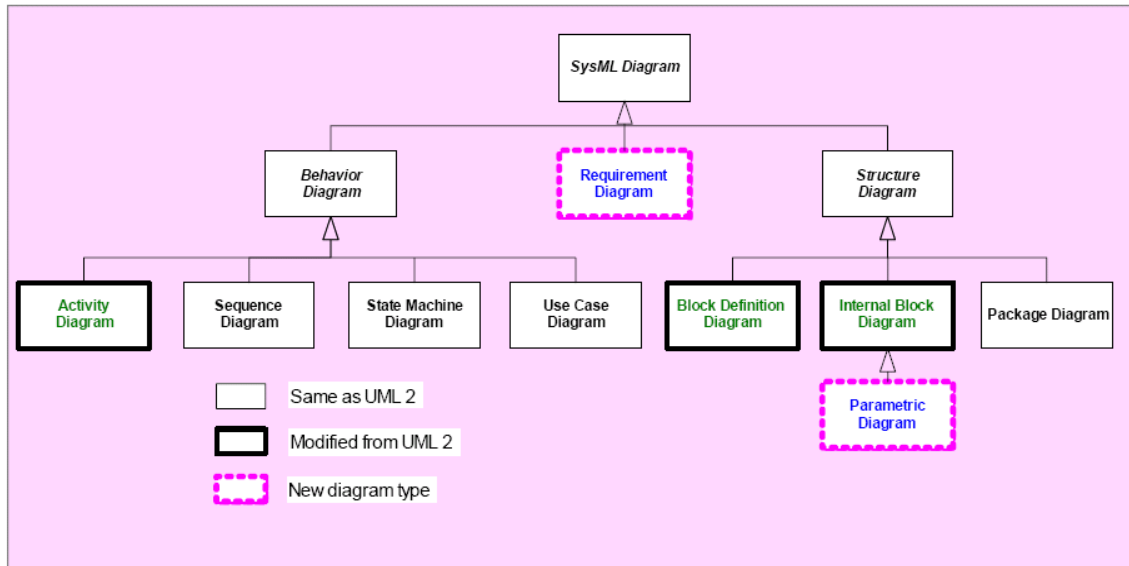 SysML Diagram
Behavior
Diagram
Requirement
Diagram
Structure
Diagram
Activity
Diagram
Sequence
Diagram
State Machine
Diagram
Use Case
Diagram
Block Definition
Diagram
Internal Block
Diagram
Package Diagram
Parametric
Diagram
Same as UML 2
Modified from UML 2
New diagram type